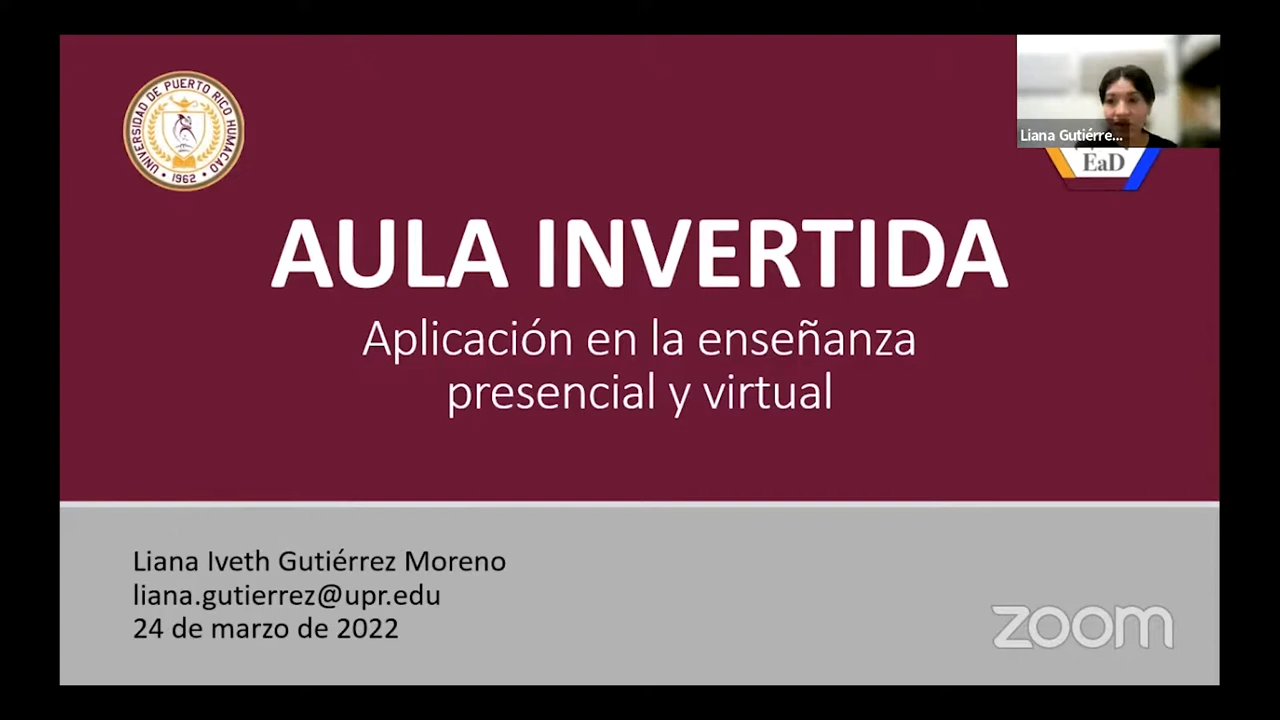 UNIVERSIDAD DE PUERTO RICO HUMACAO
• 1962 •
Liana Gutiérre...
EaD
AULA INVERTIDA
Aplicación en la enseñanza
presencial y virtual
Liana Iveth Gutiérrez Moreno
liana.gutierrez@upr.edu
24 de marzo de 2022
zoom